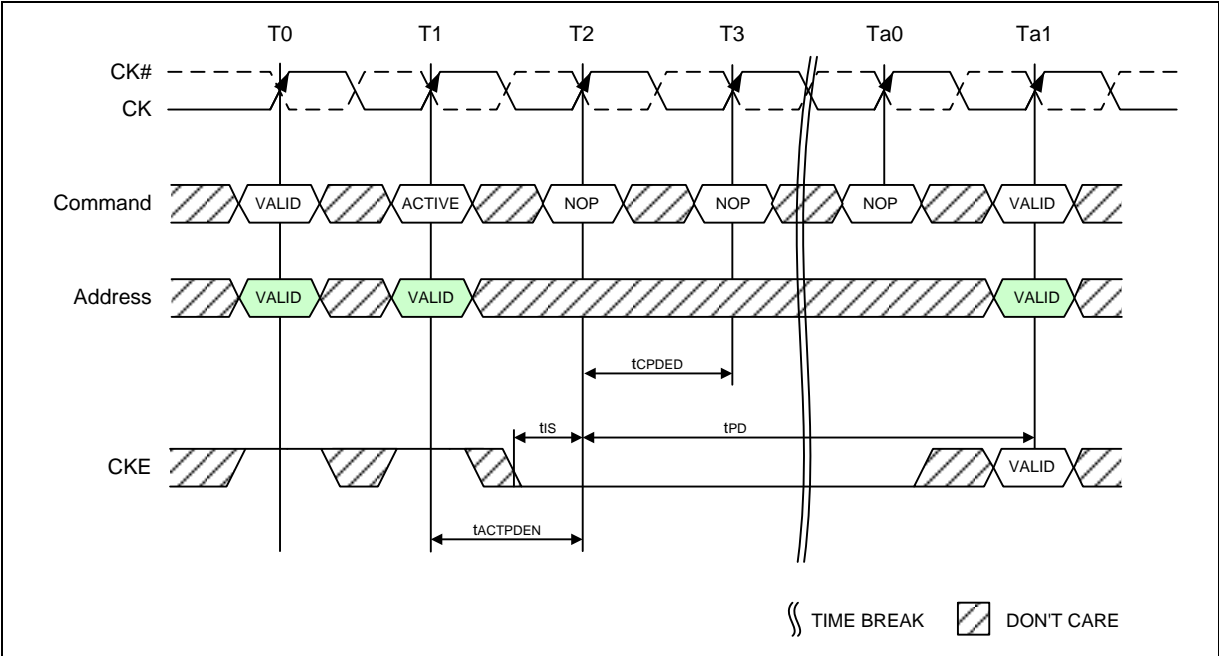 T0 T1 T2 T3 Ta0 Ta1
CK#
CK
Command VALID ACTIVE NOP NOP NOP VALID
Address VALID VALID VALID
tCPDED
tIS tPD
CKE VALID
tACTPDEN
TIME BREAK DON'T CARE